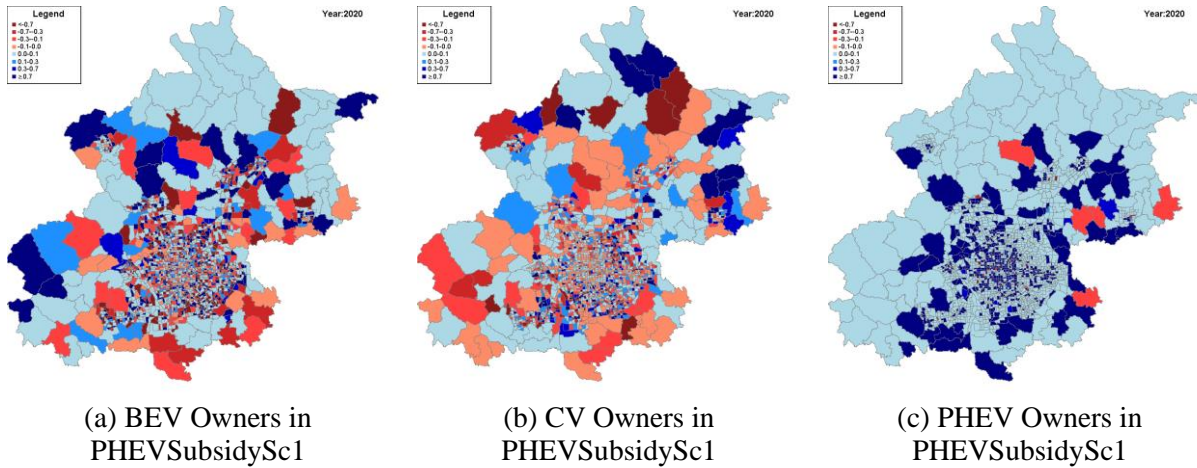 Legend
<-0.7
-0.7--0.3
-0.3--0.1
-0.1-0.0
0.0-0.1
0.1-0.3
0.3-0.7
≥0.7
Year:2020
Legend
<-0.7
-0.7--0.3
-0.3--0.1
-0.1-0.0
0.0-0.1
0.1-0.3
0.3-0.7
≥0.7
Year:2020
Legend
<-0.7
-0.7--0.3
-0.3--0.1
-0.1-0.0
0.0-0.1
0.1-0.3
0.3-0.7
≥0.7
Year:2020
(a) BEV Owners in
PHEVSubsidySc1
(b) CV Owners in
PHEVSubsidySc1
(c) PHEV Owners in
PHEVSubsidySc1